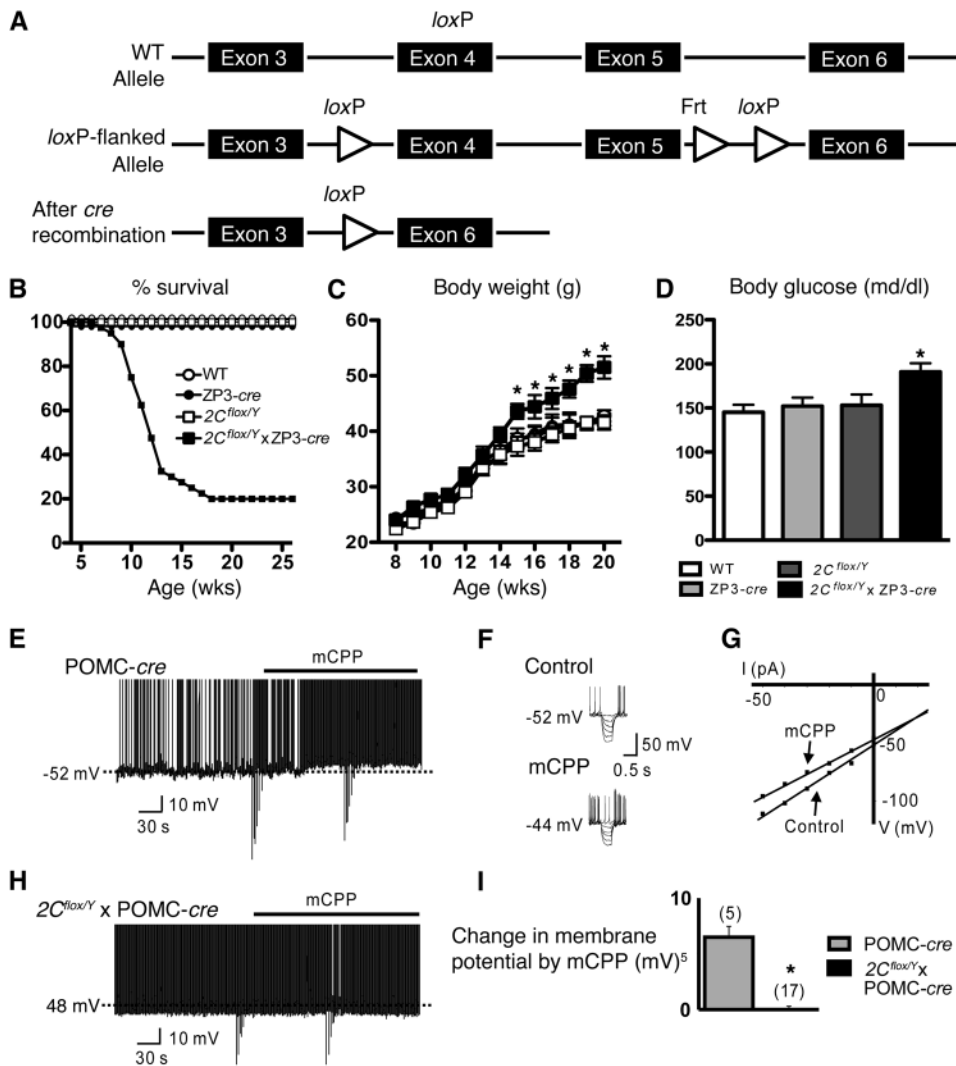 A
loxP
WT
Allele
Exon 3
Exon 4
Exon 5
Exon 6
loxP
Frt
loxP
loxP-flanked
Allele
Exon 3
Exon 4
Exon 5
Exon 6
loxP
After cre
recombination
Exon 3
Exon 6
B
% survival
100
80
60
40
20
0
5 10 15 20 25
Age (wks)
WT
ZP3-cre
2C^flox/Y
2C^flox/Y x ZP3-cre
C
Body weight (g)
60
50
40
30
20
* * * * * *
8 10 12 14 16 18 20
Age (wks)
D
Body glucose (md/dl)
250
200
150
100
50
0
*
WT
2C^flox/Y
ZP3-cre
2C^flox/Y x ZP3-cre
E
POMC-cre
mCPP
-52 mV
10 mV
30 s
F
Control
-52 mV
50 mV
0.5 s
mCPP
-44 mV
G
I (pA)
-50
0
mCPP
-50
Control
-100
V (mV)
H
2C^flox/Y x POMC-cre
mCPP
48 mV
10 mV
30 s
I
Change in membrane
potential by mCPP (mV)5
10
0
(5)
*
(17)
POMC-cre
2C^flox/Y x
POMC-cre